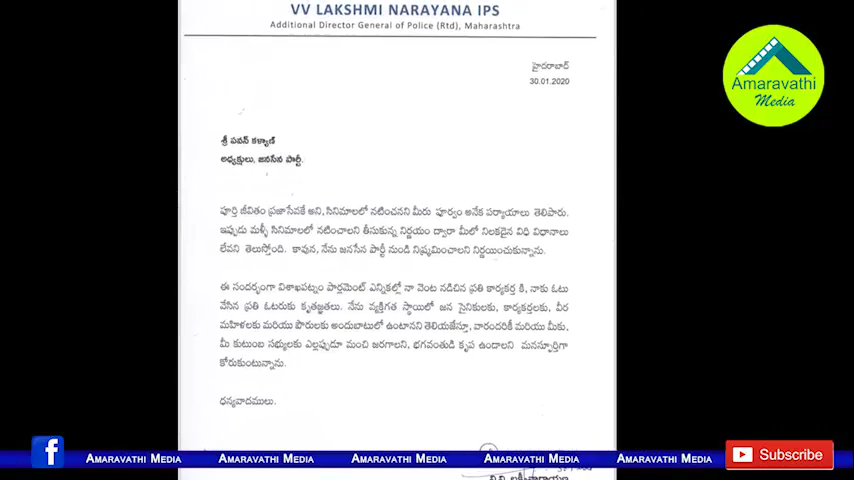 VV LAKSHMI NARAYANA IPS
Additional Director General of Police (Rtd), Maharashtra
హైదరాబాద్
30.01.2020
Amaravathi
Media
శ్రీ పవన్ కళ్యాణ్
అధ్యక్షులు, జనసేన పార్టీ.
పూర్తి జీవితం ప్రజాసేవకే అని, సినిమాలలో నటించనని మీరు పూర్వం అనేక పర్యాయాలు తెలిపారు.
ఇప్పుడు మళ్ళీ సినిమాలలో నటించాలని తీసుకున్న నిర్ణయం ద్వారా మీలో నిలకడైన విధి విధానాలు
లేవని తెలుస్తోంది. కావున, నేను జనసేన పార్టీ నుండి నిష్క్రమించాలని నిర్ణయించుకున్నాను.
ఈ సందర్భంగా విశాఖపట్నం పార్లమెంట్ ఎన్నికల్లో నా వెంట నడిచిన ప్రతి కార్యకర్త కి, నాకు ఓటు
వేసిన ప్రతి ఓటరుకు కృతజ్ఞతలు. నేను వ్యక్తిగత స్థాయిలో జన సైనికులకు, కార్యకర్తలకు, వీర
మహిళలకు మరియు పౌరులకు అందుబాటులో ఉంటానని తెలియజేస్తూ, వారందరికీ మరియు మీకు,
మీ కుటుంబ సభ్యులకు ఎల్లప్పుడూ మంచి జరగాలని, భగవంతుడి కృప ఉండాలని మనస్ఫూర్తిగా
కోరుకుంటున్నాను.
ధన్యవాదములు.
వి.వి. లక్ష్మీనారాయణ
f AMARAVATHI MEDIA AMARAVATHI MEDIA AMARAVATHI MEDIA AMARAVATHI MEDIA AMARAVATHI MEDIA Subscribe